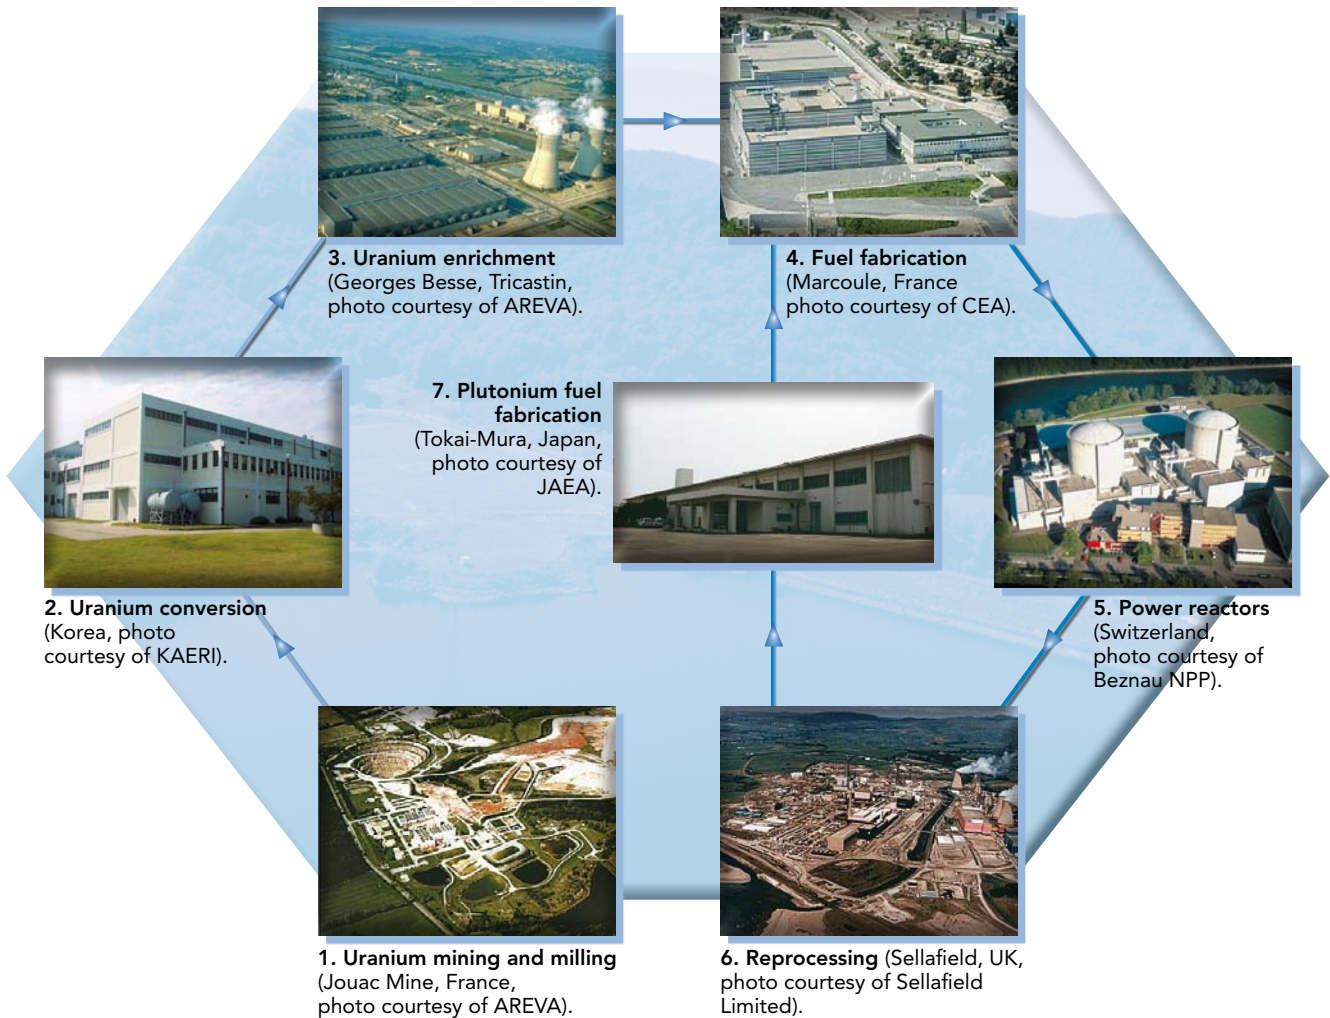 3. Uranium enrichment
(Georges Besse, Tricastin,
photo courtesy of AREVA).
4. Fuel fabrication
(Marcoule, France
photo courtesy of CEA).
7. Plutonium fuel
fabrication
(Tokai-Mura, Japan,
photo courtesy of
JAEA).
2. Uranium conversion
(Korea, photo
courtesy of KAERI).
5. Power reactors
(Switzerland,
photo courtesy of
Beznau NPP).
1. Uranium mining and milling
(Jouac Mine, France,
photo courtesy of AREVA).
6. Reprocessing (Sellafield, UK,
photo courtesy of Sellafield
Limited).